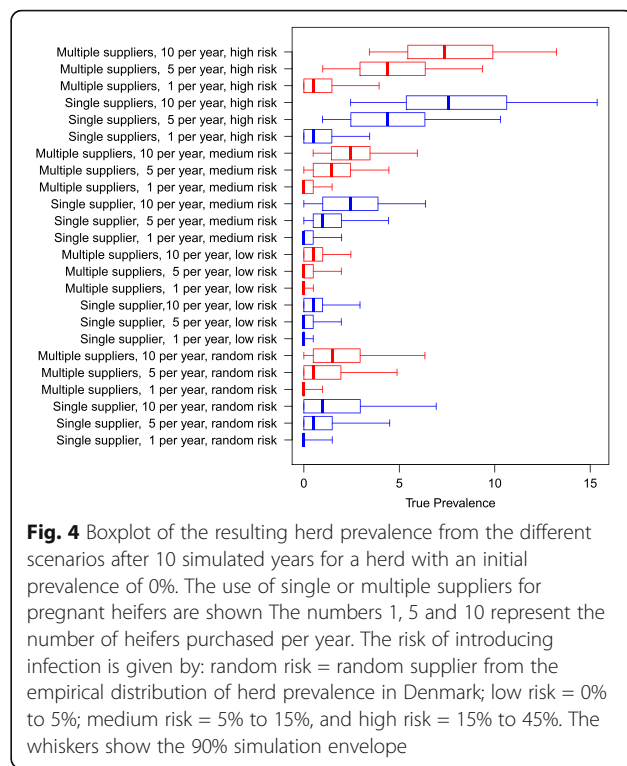 Multiple suppliers, 10 per year, high risk
Multiple suppliers,  5 per year, high risk
Multiple suppliers,  1 per year, high risk
Single suppliers, 10 per year, high risk
Single suppliers,  5 per year, high risk
Single suppliers,  1 per year, high risk
Multiple suppliers, 10 per year, medium risk
Multiple suppliers,  5 per year, medium risk
Multiple suppliers,  1 per year, medium risk
Single supplier, 10 per year, medium risk
Single supplier,  5 per year, medium risk
Single supplier,  1 per year, medium risk
Multiple suppliers, 10 per year, low risk
Multiple suppliers,  5 per year, low risk
Multiple suppliers,  1 per year, low risk
Single supplier,10 per year, low risk
Single supplier,  5 per year, low risk
Single supplier,  1 per year, low risk
Multiple suppliers, 10 per year, random risk
Multiple suppliers,  5 per year, random risk
Multiple suppliers,  1 per year, random risk
Single supplier, 10 per year, random risk
Single supplier,  5 per year, random risk
Single supplier,  1 per year, random risk
0 5 10 15
True Prevalence
Fig. 4 Boxplot of the resulting herd prevalence from the different
scenarios after 10 simulated years for a herd with an initial
prevalence of 0%. The use of single or multiple suppliers for
pregnant heifers are shown The numbers 1, 5 and 10 represent the
number of heifers purchased per year. The risk of introducing
infection is given by: random risk = random supplier from the
empirical distribution of herd prevalence in Denmark; low risk = 0%
to 5%; medium risk = 5% to 15%, and high risk = 15% to 45%. The
whiskers show the 90% simulation envelope